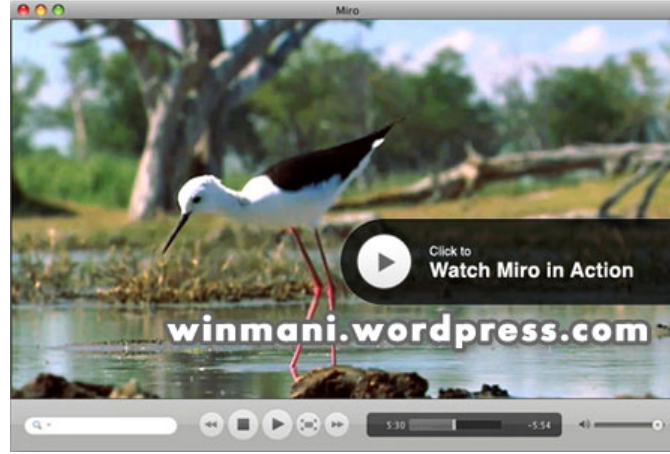 Miro
Click to
Watch Miro in Action
winmani.wordpress.com
5:30
-5:54